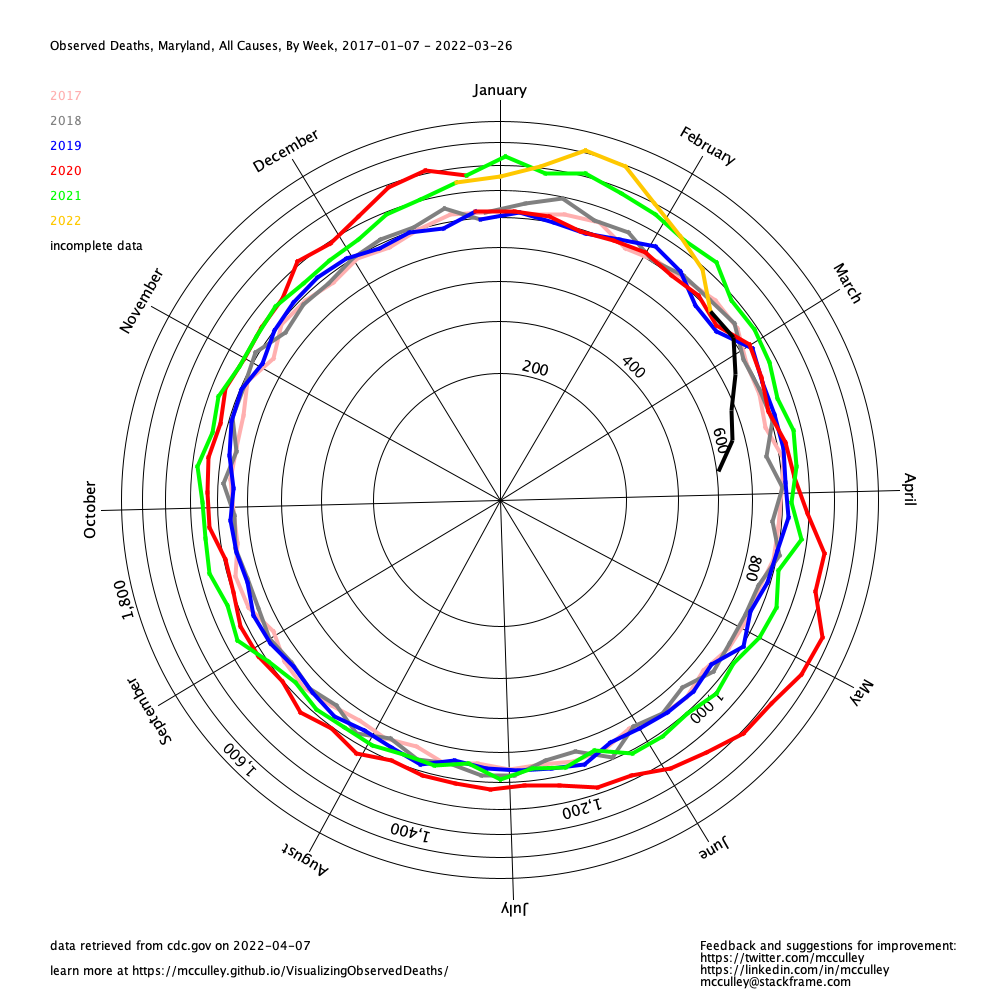 Observed Deaths, Maryland, All Causes, By Week, 2017-01-07 - 2022-03-26
January
2017
2018
2019
2020
2021
2022
incomplete data
December
February
November
March
200
400
600
October
April
800
1,800
May
September
1,000
1,600
1,200
1,400
June
August
July
data retrieved from cdc.gov on 2022-04-07
learn more at https://mcculley.github.io/VisualizingObservedDeaths/
Feedback and suggestions for improvement:
https://twitter.com/mcculley
https://linkedin.com/in/mcculley
mcculley@stackframe.com